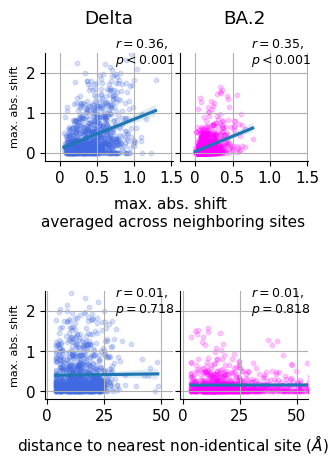 Delta BA.2
r = 0.36, r = 0.35,
p < 0.001 p < 0.001
max. abs. shift
2
1
0
0 0.5 1.0 1.5 0 0.5 1.0 1.5
max. abs. shift
averaged across neighboring sites
r = 0.01, r = 0.01,
p = 0.718 p = 0.818
max. abs. shift
2
1
0
0 25 50 0 25 50
distance to nearest non-identical site (Å)